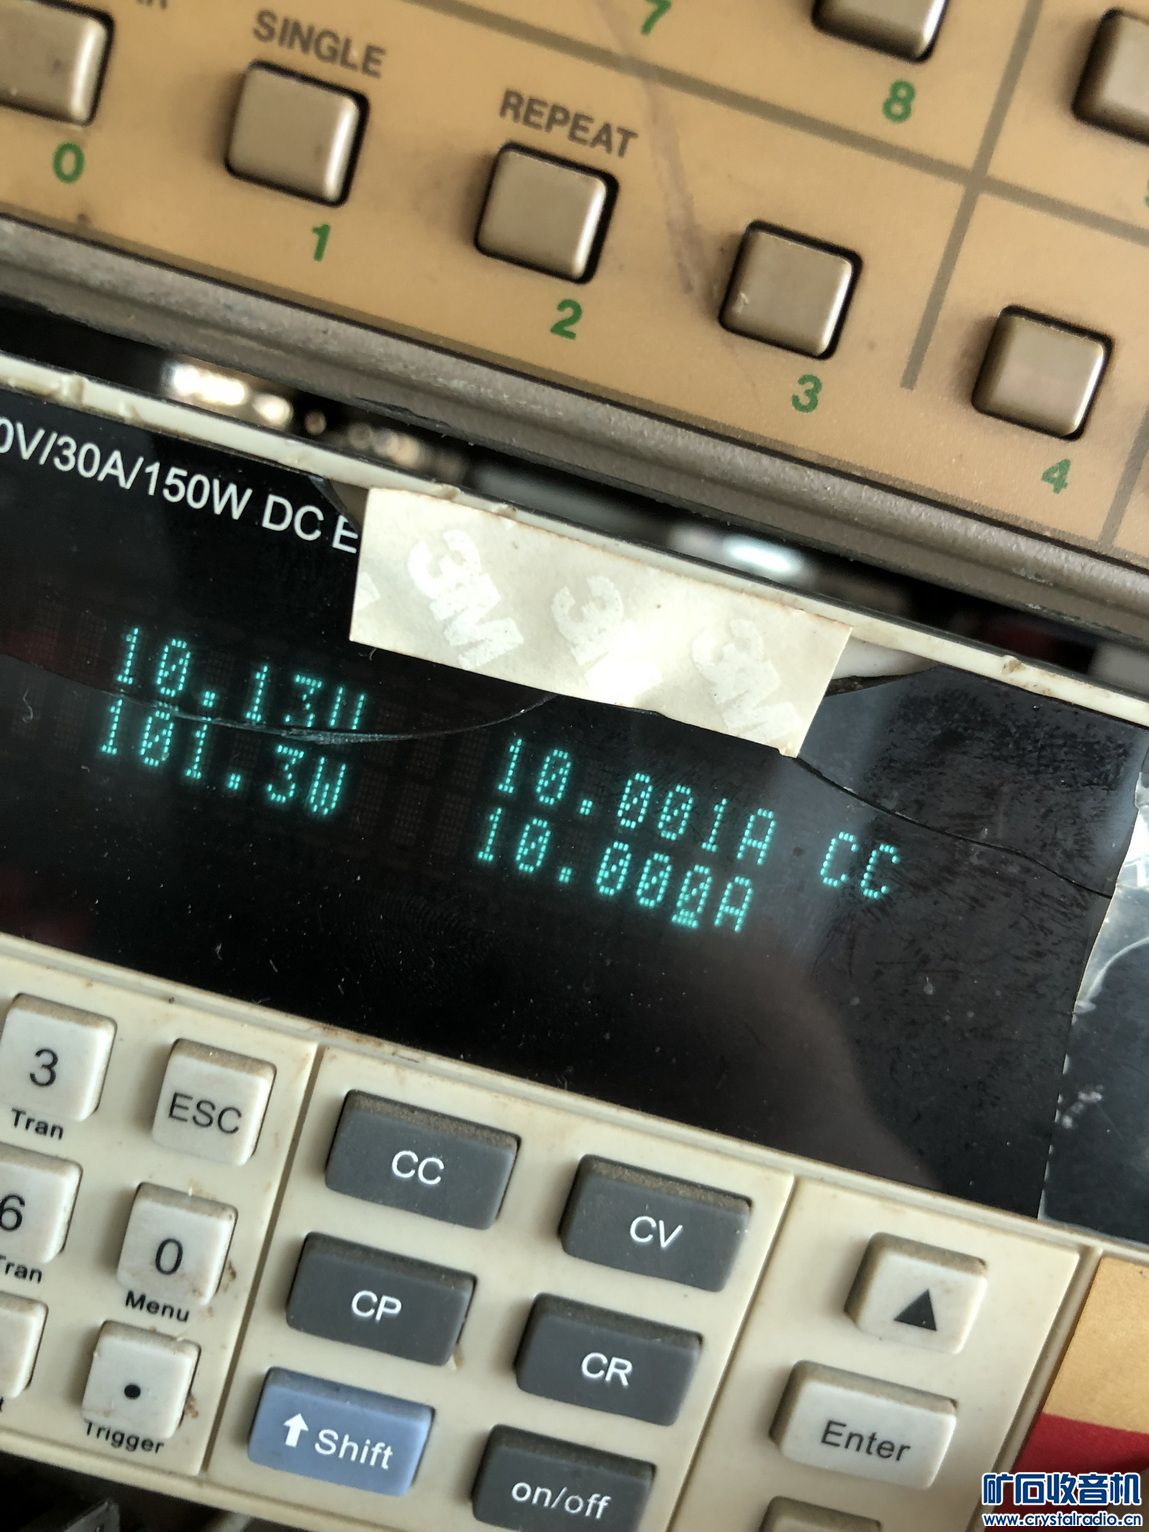 SINGLE
REPEAT
7
8
0
1
2
3
4
0V/30A/150W DC E
3M 3M 3M
10.13V 10.001A CC
101.3W 10.000A
3
Tran
ESC
CC
CV
6
Tran
0
Menu
CP
CR
▲
.
Trigger
Shift
on/off
Enter
矿石收音机
www.crystalradio.cn